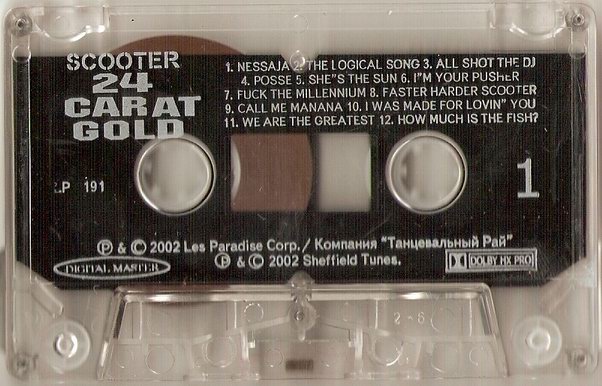 SCOOTER
24
CARAT
GOLD
1. NESSAJA 2. THE LOGICAL SONG 3. ALL SHOT THE DJ
4. POSSE 5. SHE"S THE SUN 6. I"M YOUR PUSHER
7. FUCK THE MILLENNIUM 8. FASTER HARDER SCOOTER
9. CALL ME MANANA 10. I WAS MADE FOR LOVIN" YOU
11. WE ARE THE GREATEST 12. HOW MUCH IS THE FISH?
LP 191
1
℗ & © 2002 Les Paradise Corp. / Компания "Танцевальный Рай"
℗ & © 2002 Sheffield Tunes.
DIGITAL MASTER
DOLBY HX PRO
2-6